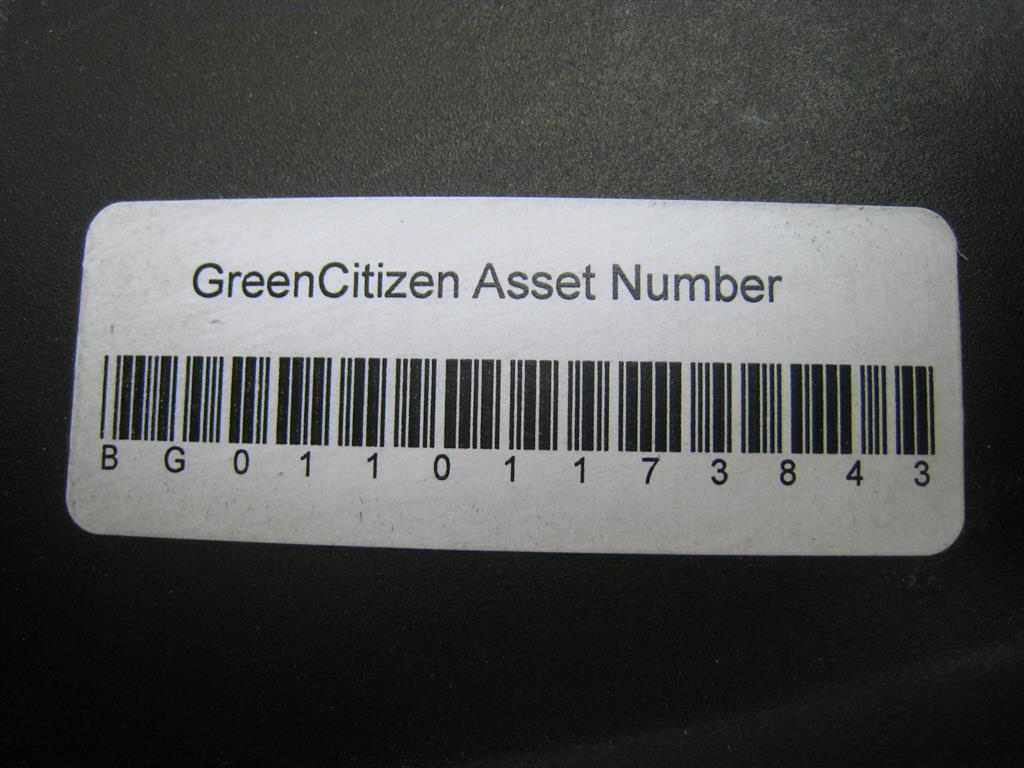 GreenCitizen Asset Number
B G 0 1 1 0 1 1 7 3 8 4 3